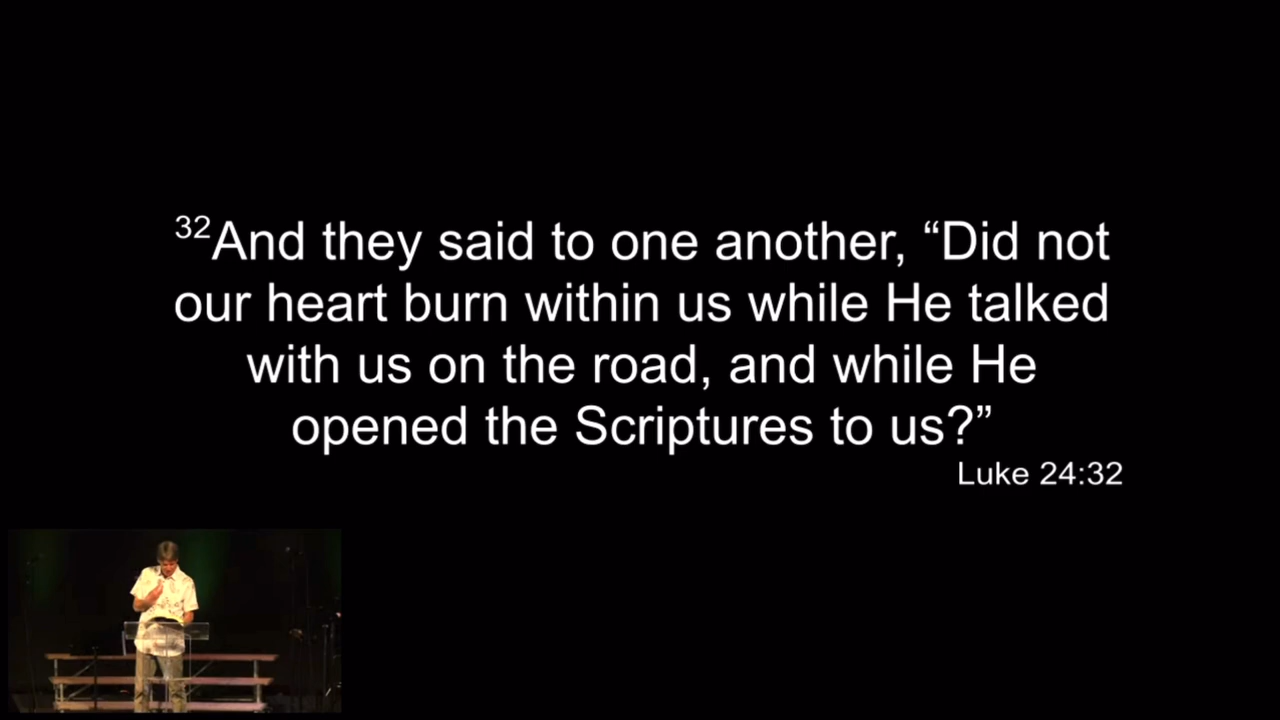 32And they said to one another, “Did not
our heart burn within us while He talked
with us on the road, and while He
opened the Scriptures to us?”
Luke 24:32